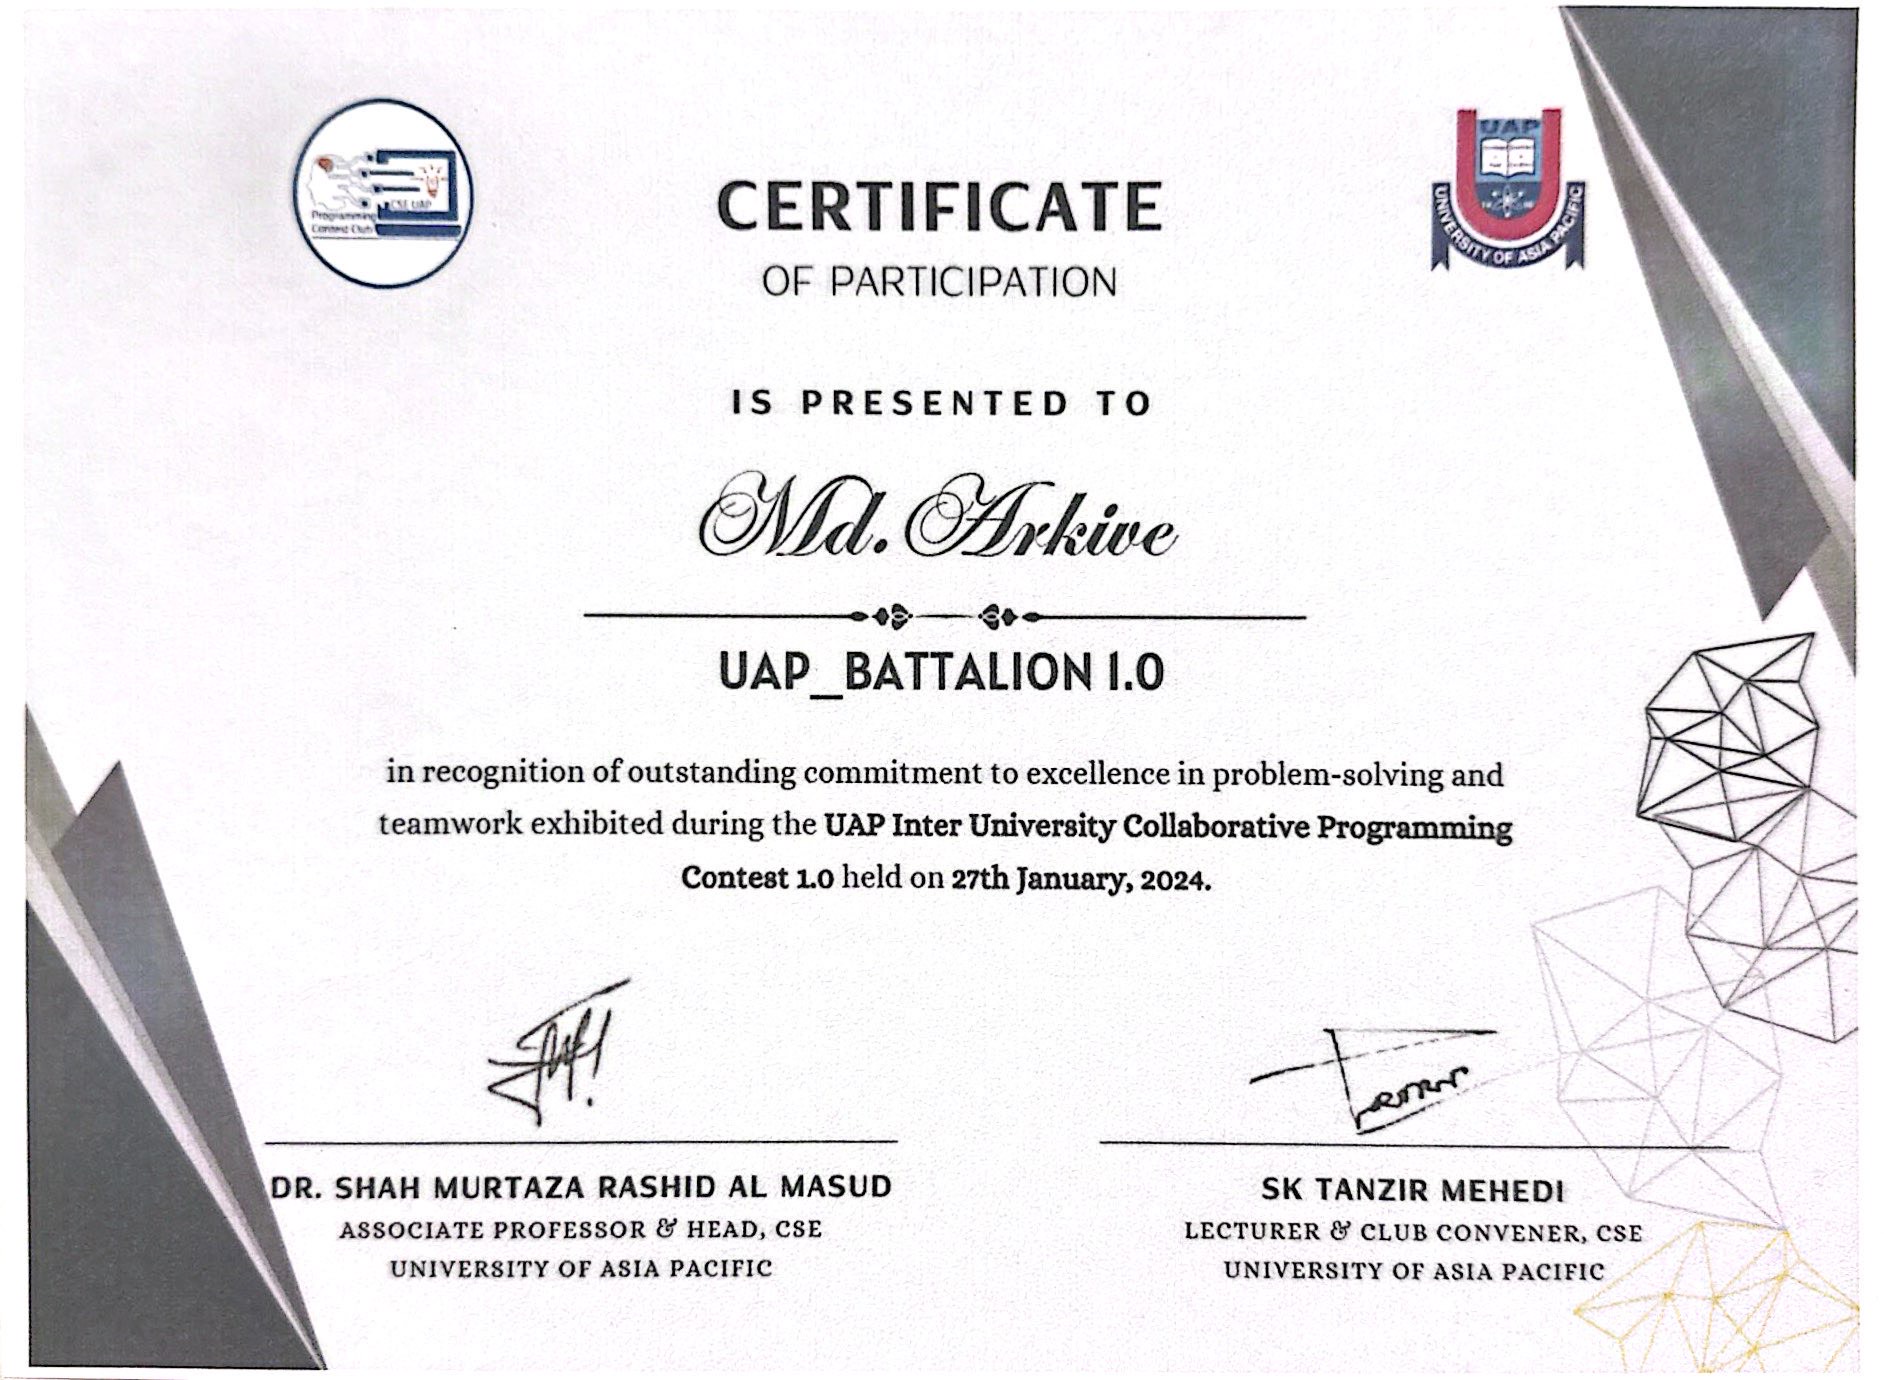 Programming
Contest Club
CSE UAP
UAP
UNIVERSITY OF ASIA PACIFIC
CERTIFICATE
OF PARTICIPATION
IS PRESENTED TO
Md. Arkive
UAP_BATTALION 1.0
in recognition of outstanding commitment to excellence in problem-solving and
teamwork exhibited during the UAP Inter University Collaborative Programming
Contest 1.0 held on 27th January, 2024.
DR. SHAH MURTAZA RASHID AL MASUD
ASSOCIATE PROFESSOR & HEAD, CSE
UNIVERSITY OF ASIA PACIFIC
SK TANZIR MEHEDI
LECTURER & CLUB CONVENER, CSE
UNIVERSITY OF ASIA PACIFIC